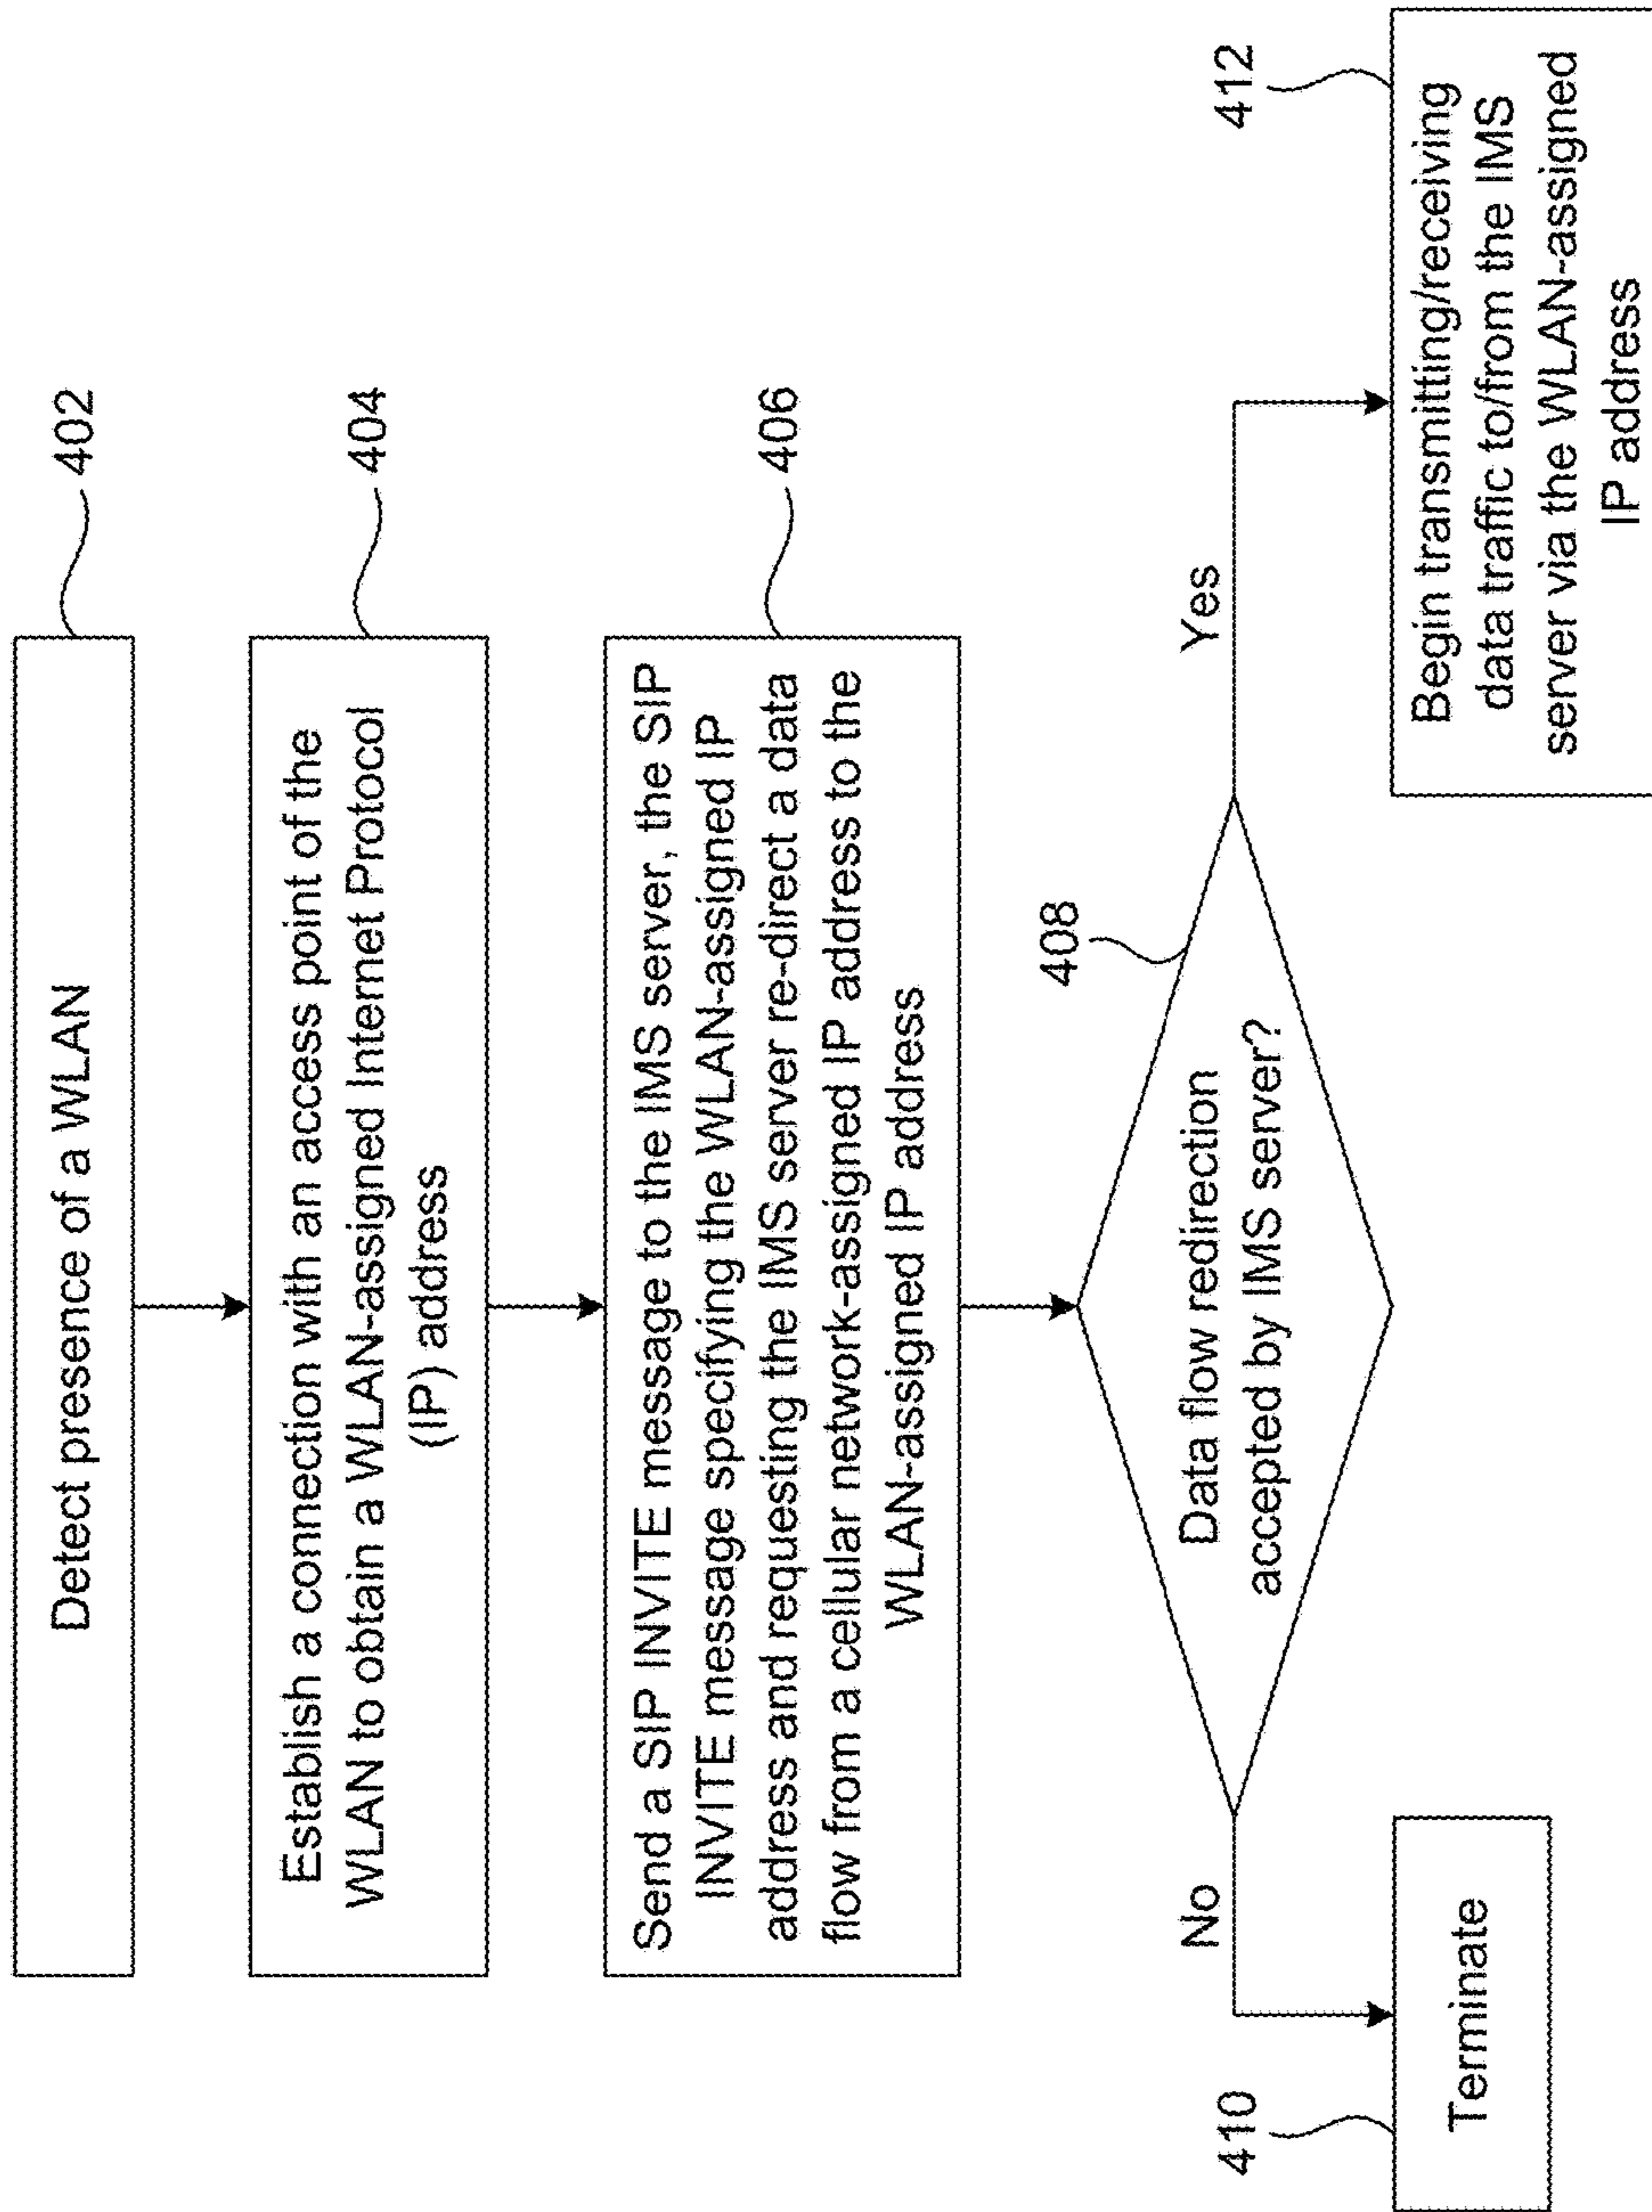 Detect presence of a WLAN
402
Establish a connection with an access point of the
WLAN to obtain a WLAN-assigned Internet Protocol
(IP) address
404
Send a SIP INVITE message to the IMS server, the SIP
INVITE message specifying the WLAN-assigned IP
address and requesting the IMS server re-direct a data
flow from a cellular network-assigned IP address to the
WLAN-assigned IP address
406
408
Data flow redirection
accepted by IMS server?
No
Yes
410
Terminate
412
Begin transmitting/receiving
data traffic to/from the IMS
server via the WLAN-assigned
IP address